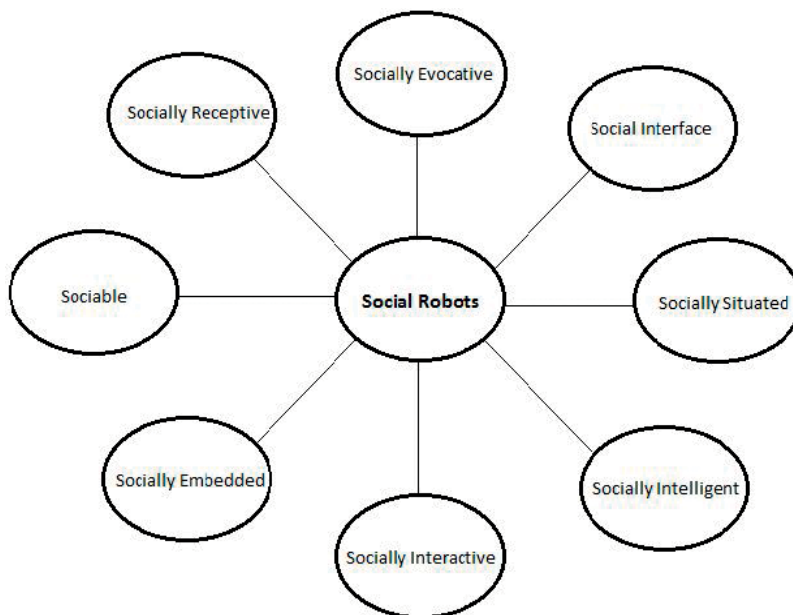 Socially Evocative
Socially Receptive
Social Interface
Sociable
Social Robots
Socially Situated
Socially Embedded
Socially Intelligent
Socially Interactive